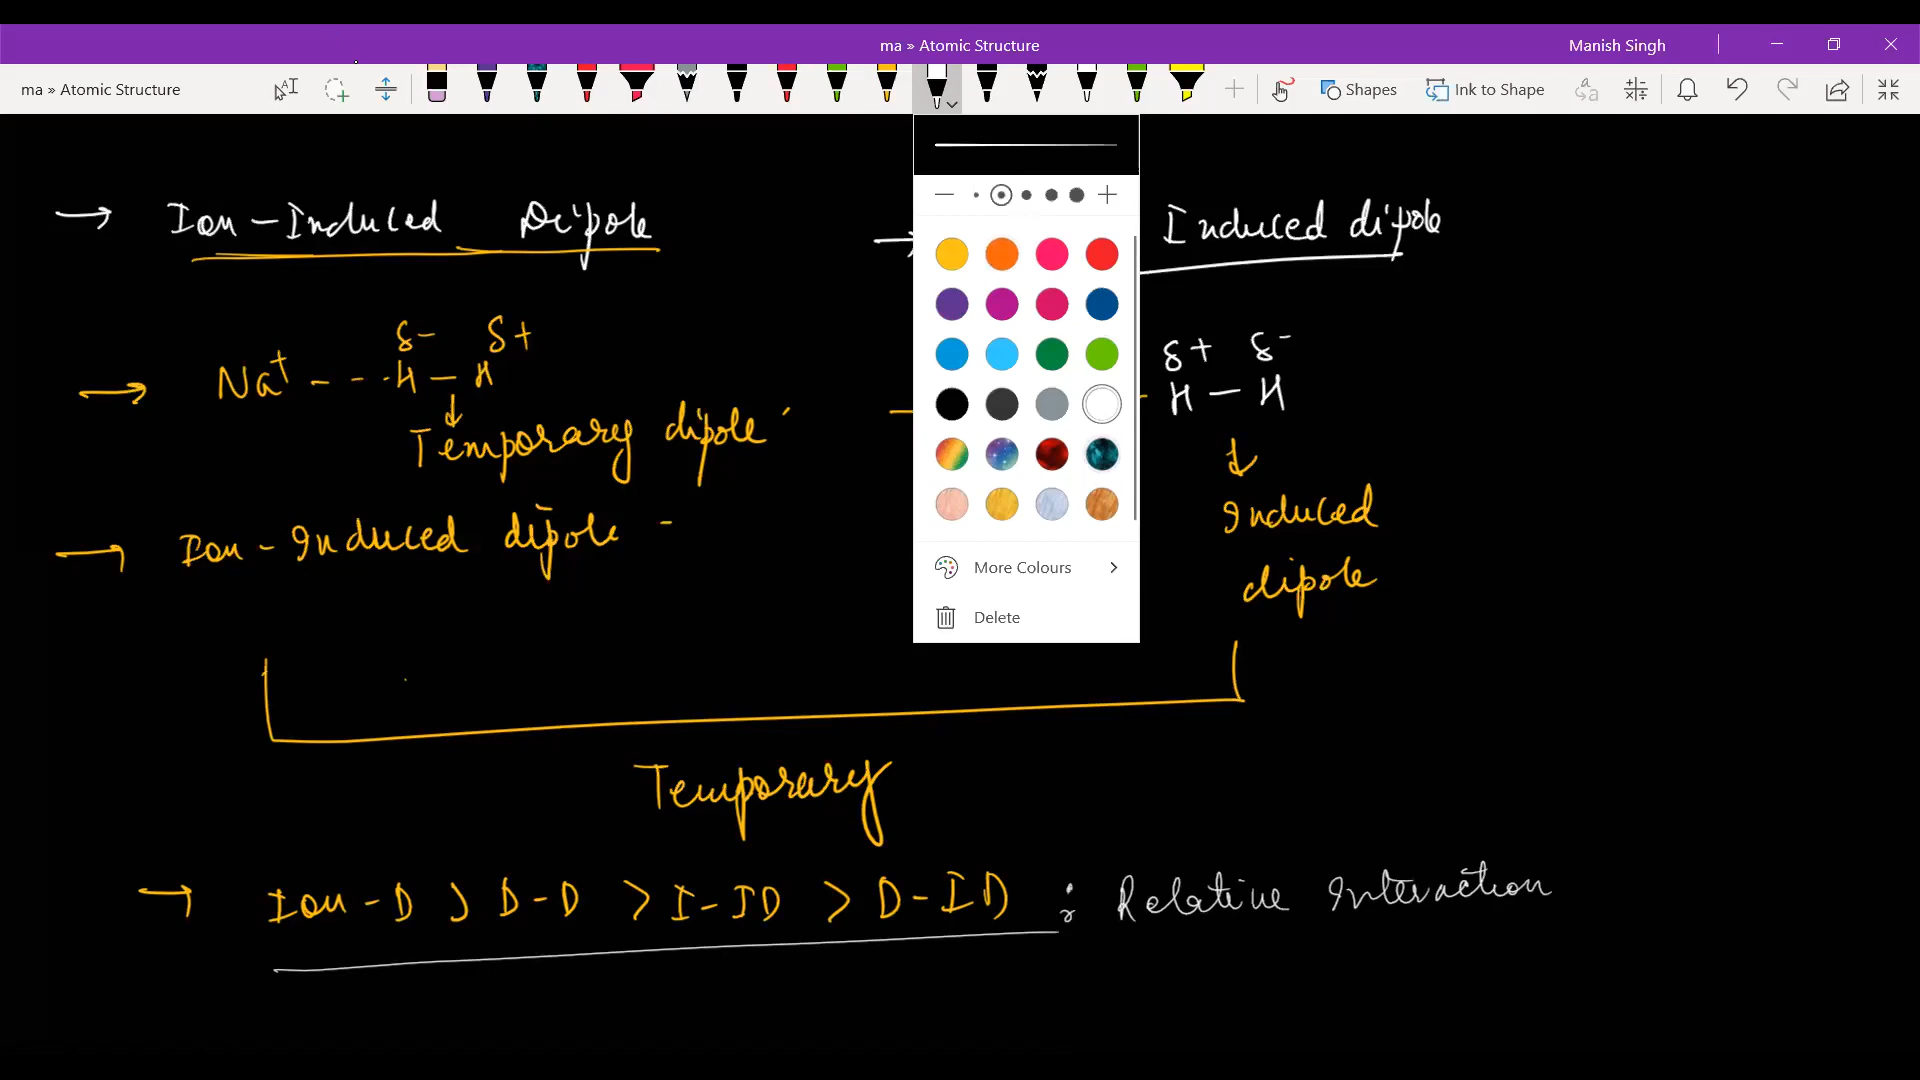 ma » Atomic Structure
Manish Singh
ma » Atomic Structure
Shapes
Ink to Shape
→ Ion-Induced Dipole
→ Induced dipole
δ- δ+
→ Na+ - - - H - H
↓
Temporary dipole
δ+ δ-
H - H
↓
Induced
dipole
→ Ion - Induced dipole -
More Colours
Delete
Temporary
→ Ion - D > D - D > I - ID > D - ID : Relative Interaction